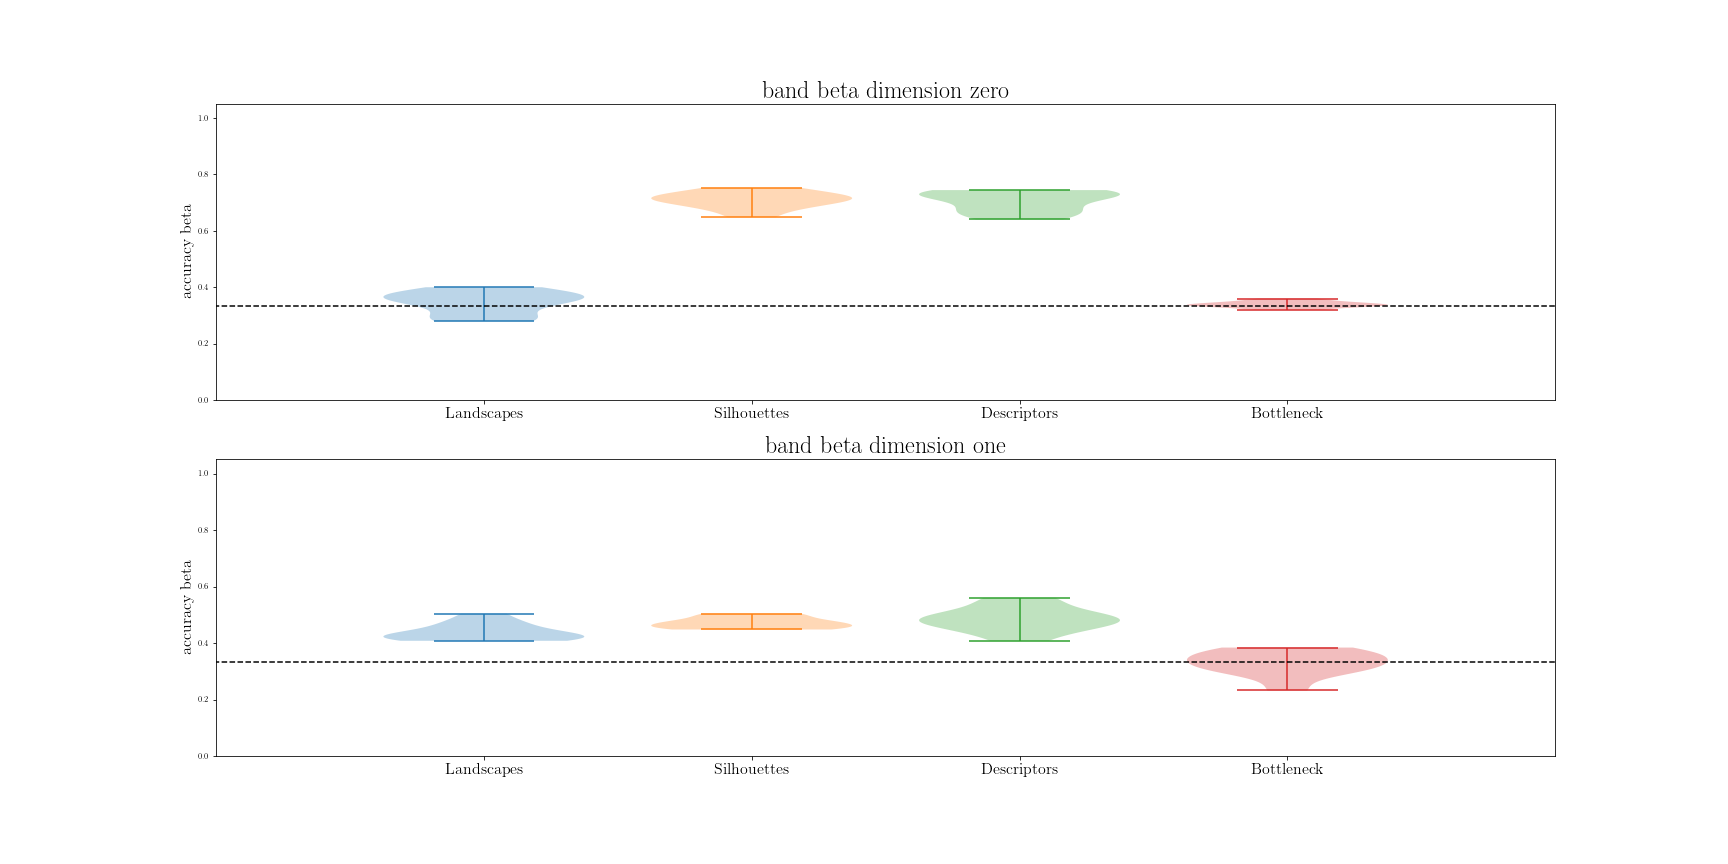 band beta dimension zero
accuracy beta
1.0
0.8
0.6
0.4
0.2
0.0
Landscapes Silhouettes Descriptors Bottleneck
band beta dimension one
accuracy beta
1.0
0.8
0.6
0.4
0.2
0.0
Landscapes Silhouettes Descriptors Bottleneck